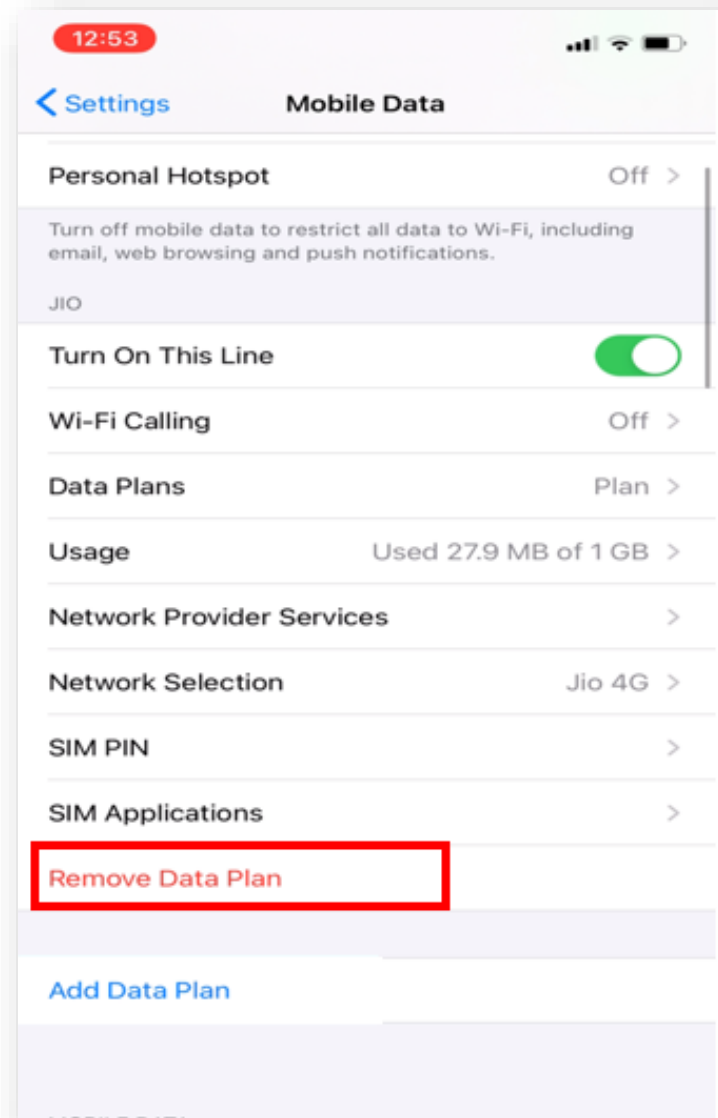 12:53
Settings Mobile Data
Personal Hotspot Off >
Turn off mobile data to restrict all data to Wi-Fi, including
email, web browsing and push notifications.
JIO
Turn On This Line
Wi-Fi Calling Off >
Data Plans Plan >
Usage Used 27.9 MB of 1 GB >
Network Provider Services >
Network Selection Jio 4G >
SIM PIN >
SIM Applications >
Remove Data Plan
Add Data Plan